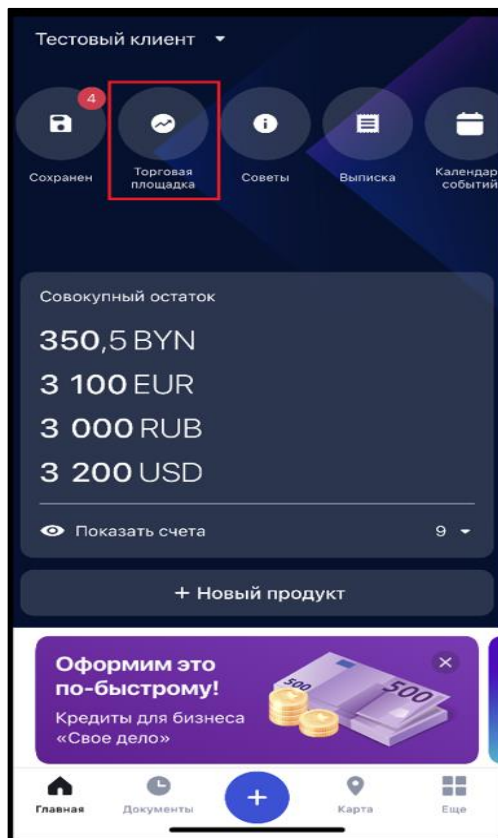 Тестовый клиент
4
Сохранен
Торговая
площадка
Советы
Выписка
Календар
событий
Совокупный остаток
350,5 BYN
3 100 EUR
3 000 RUB
3 200 USD
Показать счета 9
+ Новый продукт
Оформим это
по-быстрому!
Кредиты для бизнеса
«Свое дело»
500
500
Главная
Документы
+
Карта
Еще